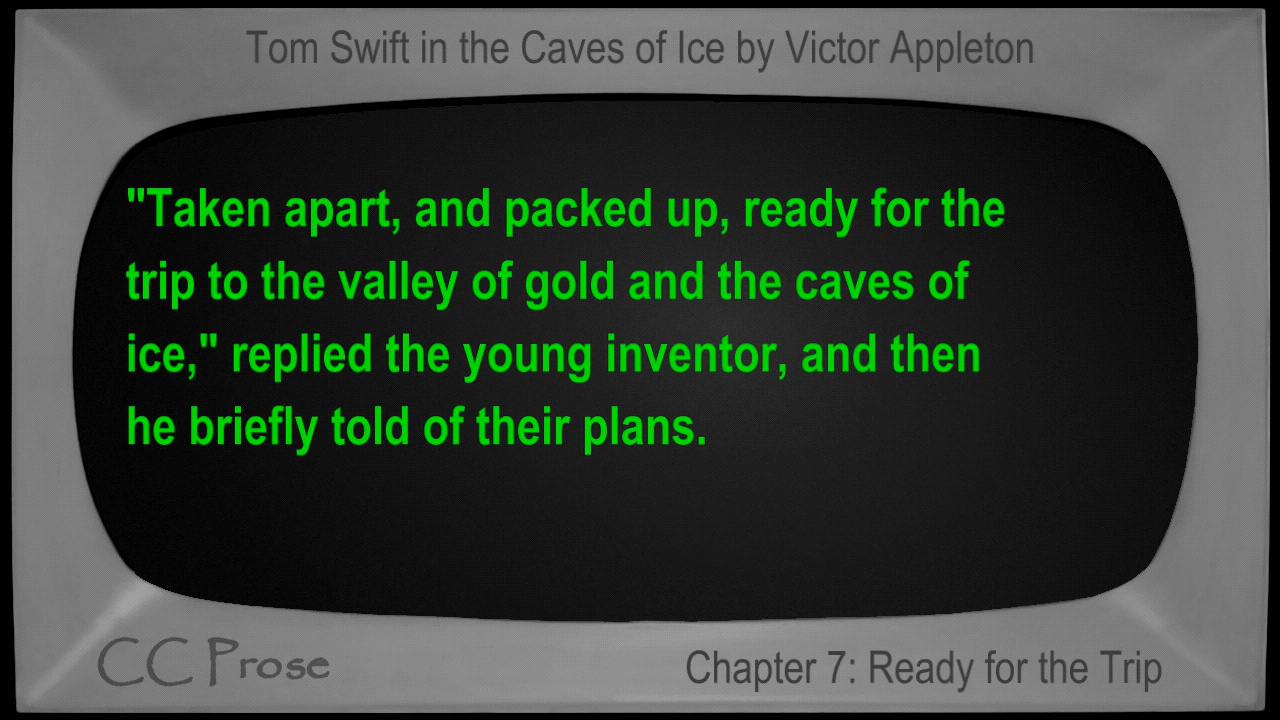 Tom Swift in the Caves of Ice by Victor Appleton
"Taken apart, and packed up, ready for the
trip to the valley of gold and the caves of
ice," replied the young inventor, and then
he briefly told of their plans.
CC Prose
Chapter 7: Ready for the Trip